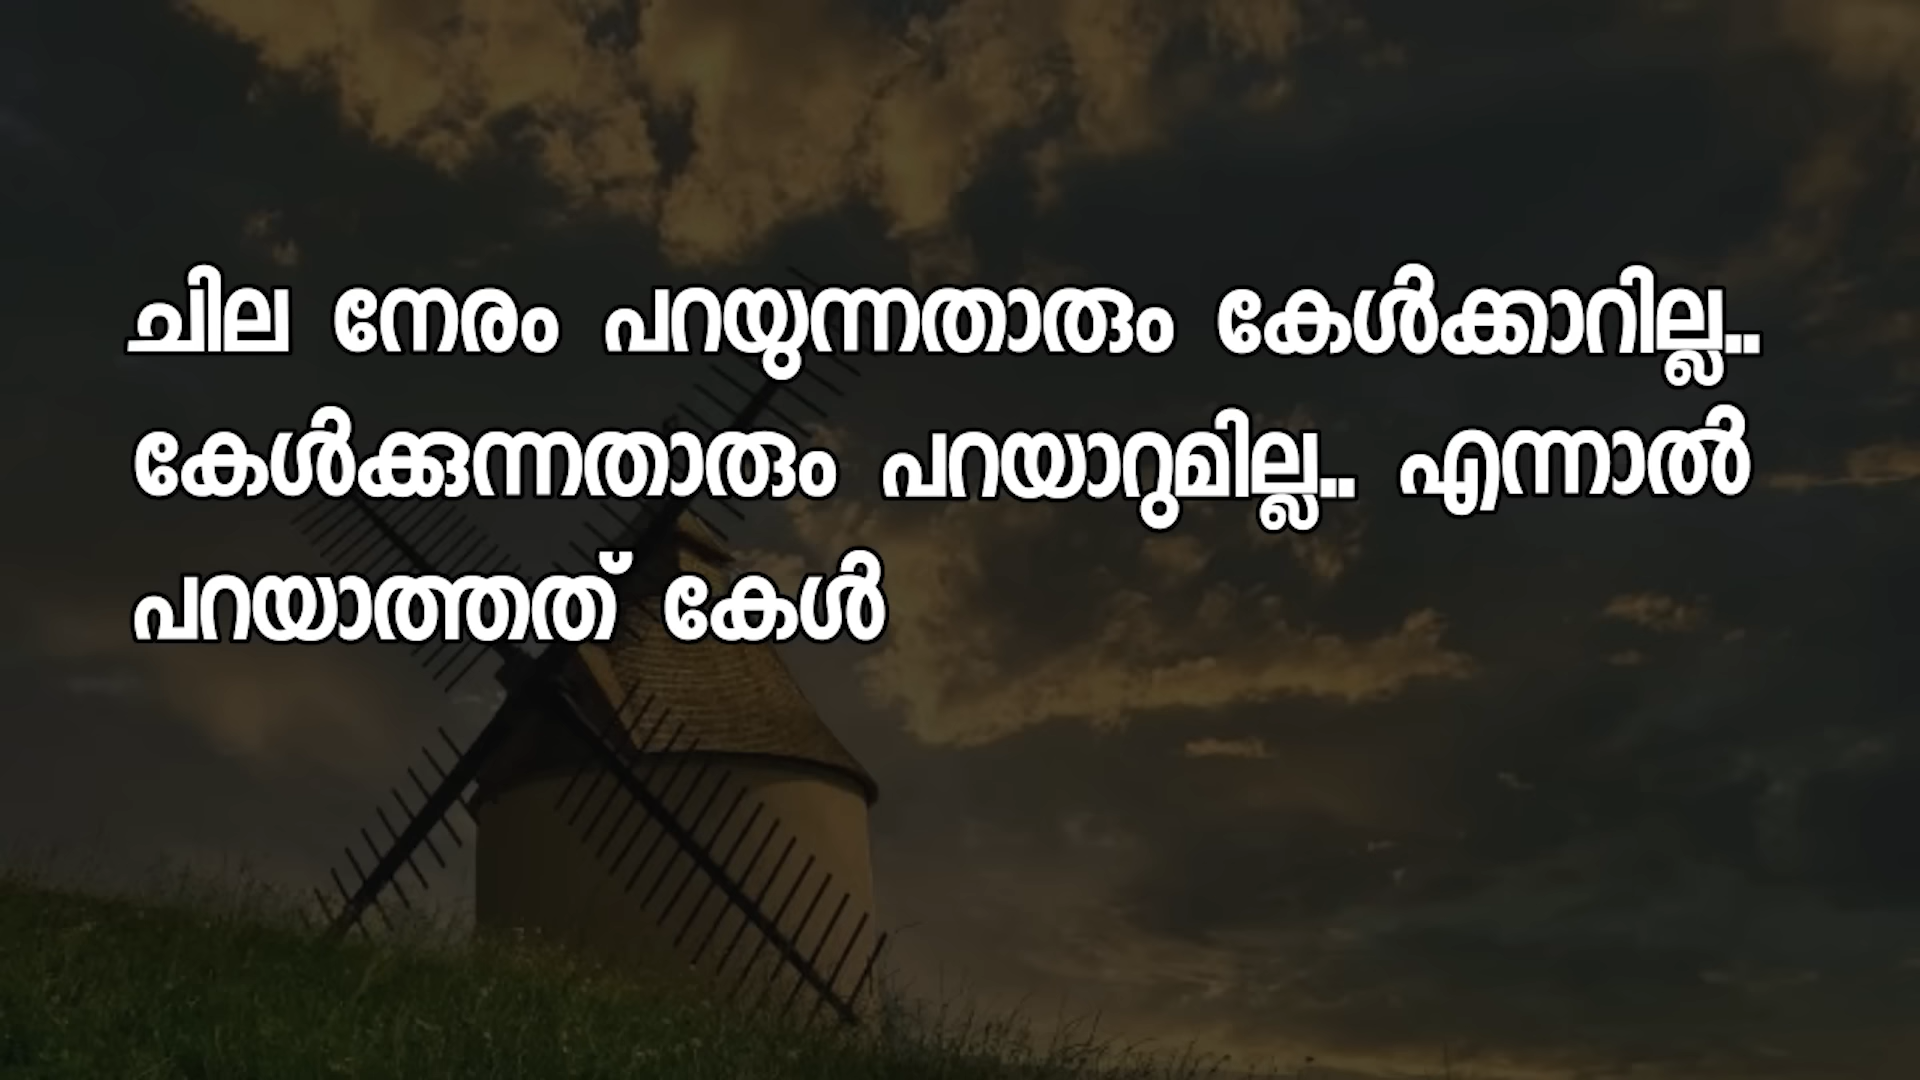 ചില നേരം പറയുന്നതാരും കേൾക്കാറില്ല..
കേൾക്കുന്നതാരും പറയാറുമില്ല.. എന്നാൽ
പറയാത്തത് കേൾ